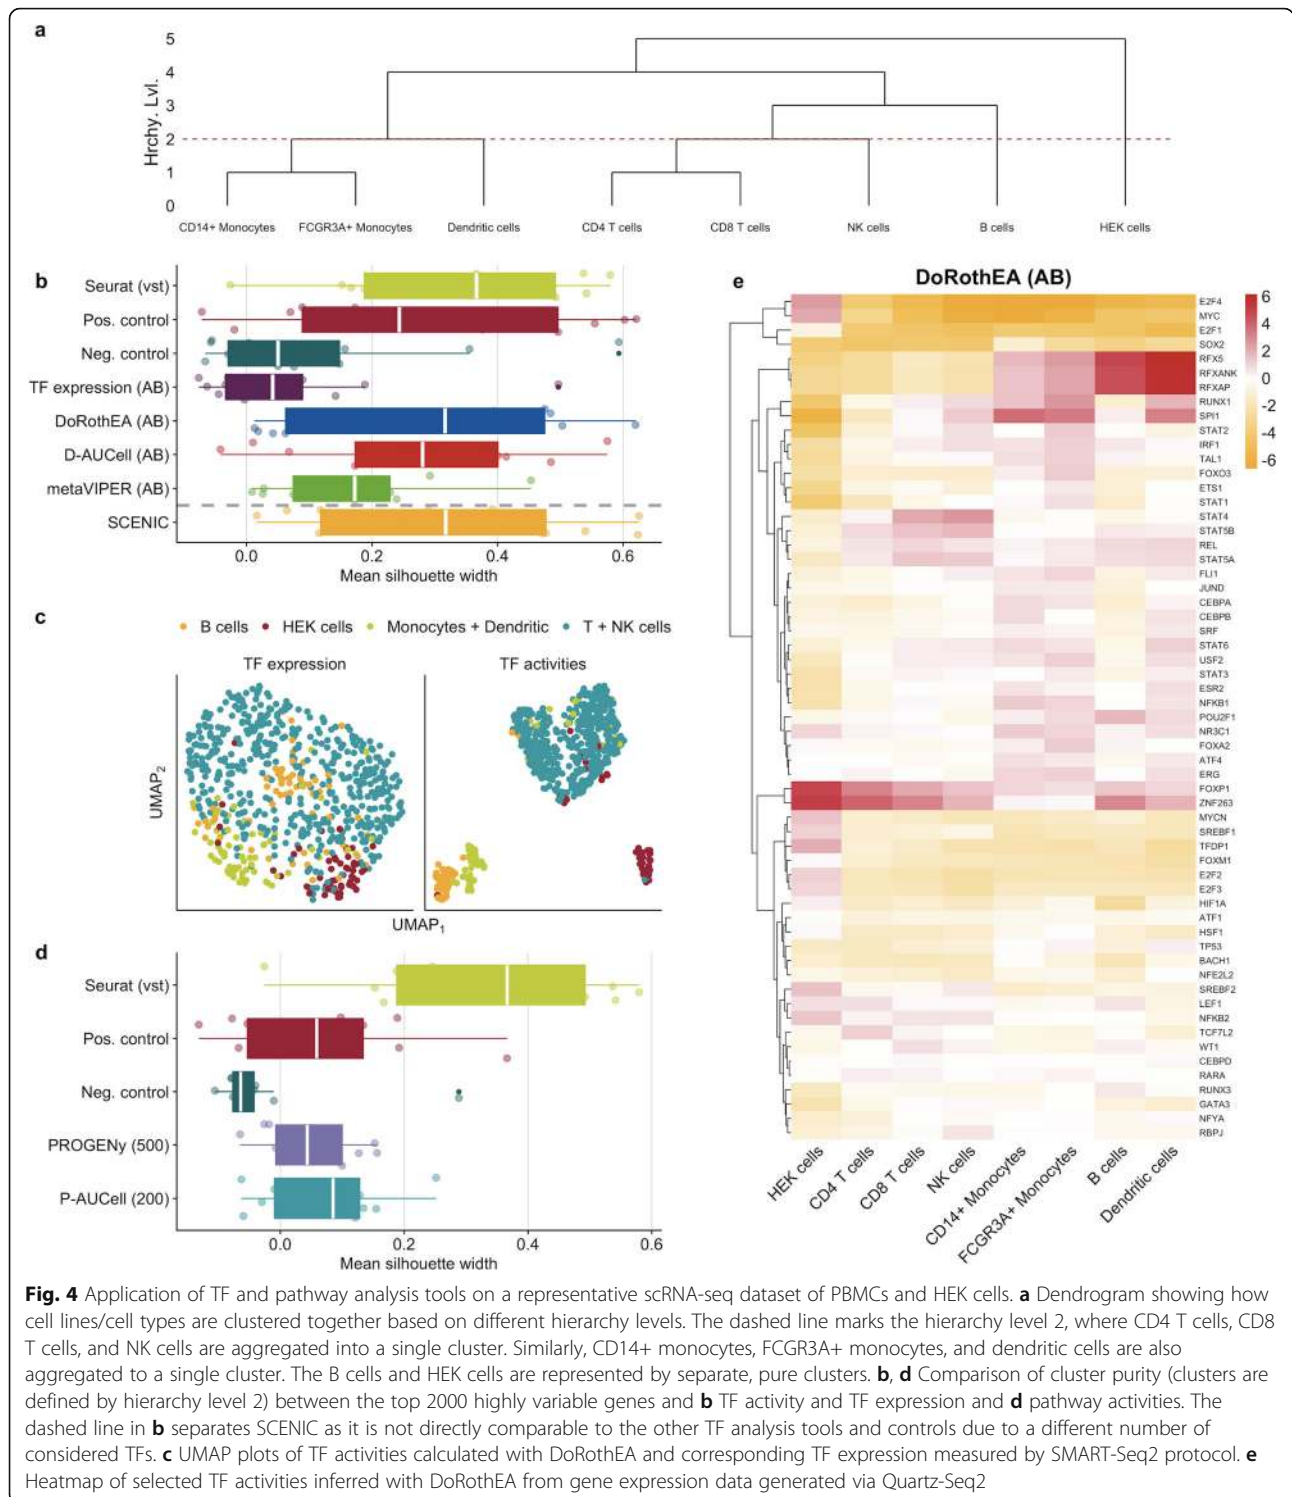 a
5
4
3
2
1
0
Hrchy. Lvl.
CD14+ Monocytes
FCGR3A+ Monocytes
Dendritic cells
CD4 T cells
CD8 T cells
NK cells
B cells
HEK cells
b
Seurat (vst)
Pos. control
Neg. control
TF expression (AB)
DoRothEA (AB)
D-AUCell (AB)
metaVIPER (AB)
SCENIC
0.0
0.2
0.4
0.6
Mean silhouette width
c
B cells
HEK cells
Monocytes + Dendritic
T + NK cells
TF expression
TF activities
UMAP2
UMAP1
d
Seurat (vst)
Pos. control
Neg. control
PROGENy (500)
P-AUCell (200)
0.0
0.2
0.4
0.6
Mean silhouette width
e
DoRothEA (AB)
6
4
2
0
-2
-4
-6
E2F4
MYC
E2F1
SOX2
RFX5
RFXANK
RFXAP
RUNX1
SPI1
STAT2
IRF1
TAL1
FOXO3
ETS1
STAT1
STAT4
STAT5B
REL
STAT5A
FLI1
JUND
CEBPA
CEBPB
SRF
STAT6
USF2
STAT3
ESR2
NFKB1
POU2F1
NR3C1
FOXA2
ATF4
ERG
FOXP1
ZNF263
MYCN
SREBF1
TFDP1
FOXM1
E2F2
E2F3
HIF1A
ATF1
HSF1
TP53
BACH1
NFE2L2
SREBF2
LEF1
NFKB2
TCF7L2
WT1
CEBPD
RARA
RUNX3
GATA3
NFYA
RBPJ
HEK cells
CD4 T cells
CD8 T cells
NK cells
CD14+ Monocytes
FCGR3A+ Monocytes
B cells
Dendritic cells
Fig. 4 Application of TF and pathway analysis tools on a representative scRNA-seq dataset of PBMCs and HEK cells. a Dendrogram showing how
cell lines/cell types are clustered together based on different hierarchy levels. The dashed line marks the hierarchy level 2, where CD4 T cells, CD8
T cells, and NK cells are aggregated into a single cluster. Similarly, CD14+ monocytes, FCGR3A+ monocytes, and dendritic cells are also
aggregated to a single cluster. The B cells and HEK cells are represented by separate, pure clusters. b, d Comparison of cluster purity (clusters are
defined by hierarchy level 2) between the top 2000 highly variable genes and b TF activity and TF expression and d pathway activities. The
dashed line in b separates SCENIC as it is not directly comparable to the other TF analysis tools and controls due to a different number of
considered TFs. c UMAP plots of TF activities calculated with DoRothEA and corresponding TF expression measured by SMART-Seq2 protocol. e
Heatmap of selected TF activities inferred with DoRothEA from gene expression data generated via Quartz-Seq2